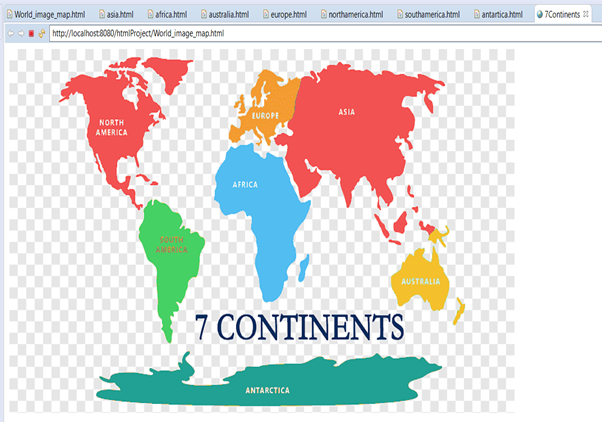 World_image_map.html asia.html africa.html australia.html europe.html northamerica.html southamerica.html antartica.html 7Continents
http://localhost:8080/htmlProject/World_image_map.html
NORTH
AMERICA
EUROPE
ASIA
AFRICA
SOUTH
AMERICA
AUSTRALIA
7 CONTINENTS
ANTARCTICA